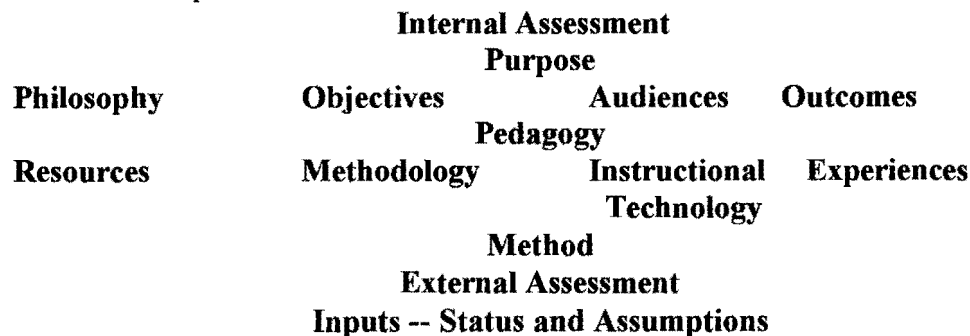 Internal Assessment
Purpose
Philosophy Objectives Audiences Outcomes
Pedagogy
Resources Methodology Instructional Experiences
Technology
Method
External Assessment
Inputs -- Status and Assumptions